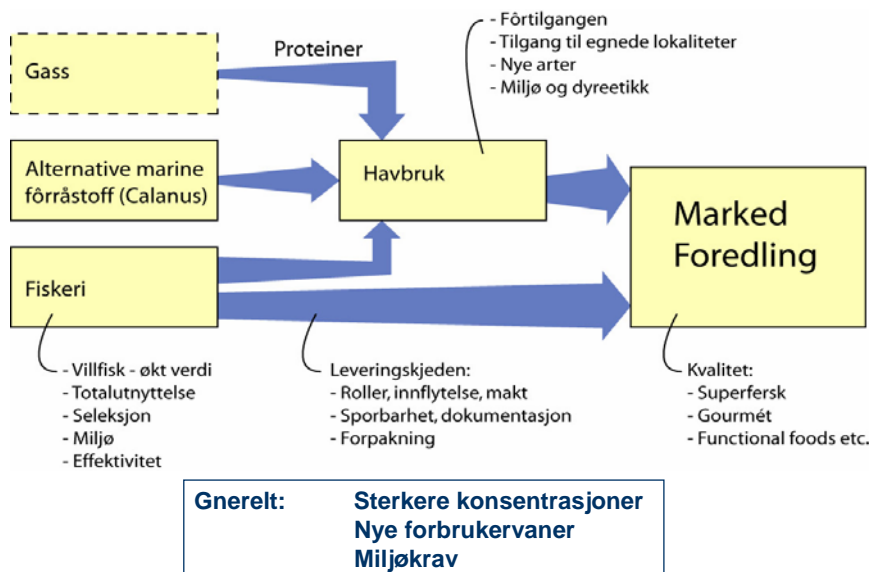 Gass
Proteiner
- Fôrtilgangen
- Tilgang til egnede lokaliteter
- Nye arter
- Miljø og dyreetikk
Alternative marine
fôrråstoff (Calanus)
Havbruk
Marked
Foredling
Fiskeri
- Villfisk - økt verdi
- Totalutnyttelse
- Seleksjon
- Miljø
- Effektivitet
Leveringskjeden:
- Roller, innflytelse, makt
- Sporbarhet, dokumentasjon
- Forpakning
Kvalitet:
- Superfersk
- Gourmét
- Functional foods etc.
Gnerelt: Sterkere konsentrasjoner
Nye forbrukervaner
Miljøkrav